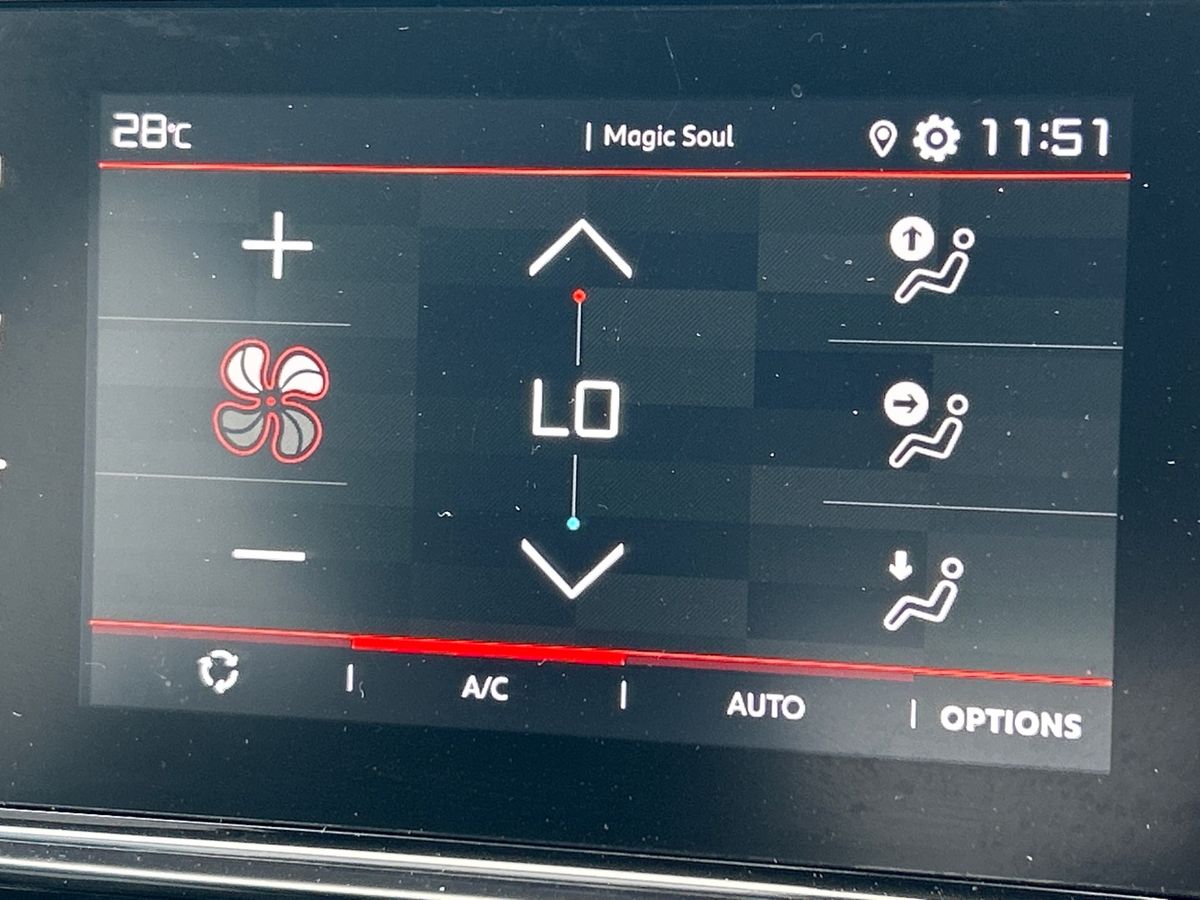 28°C
| Magic Soul
11:51
LO
A/C
AUTO
OPTIONS